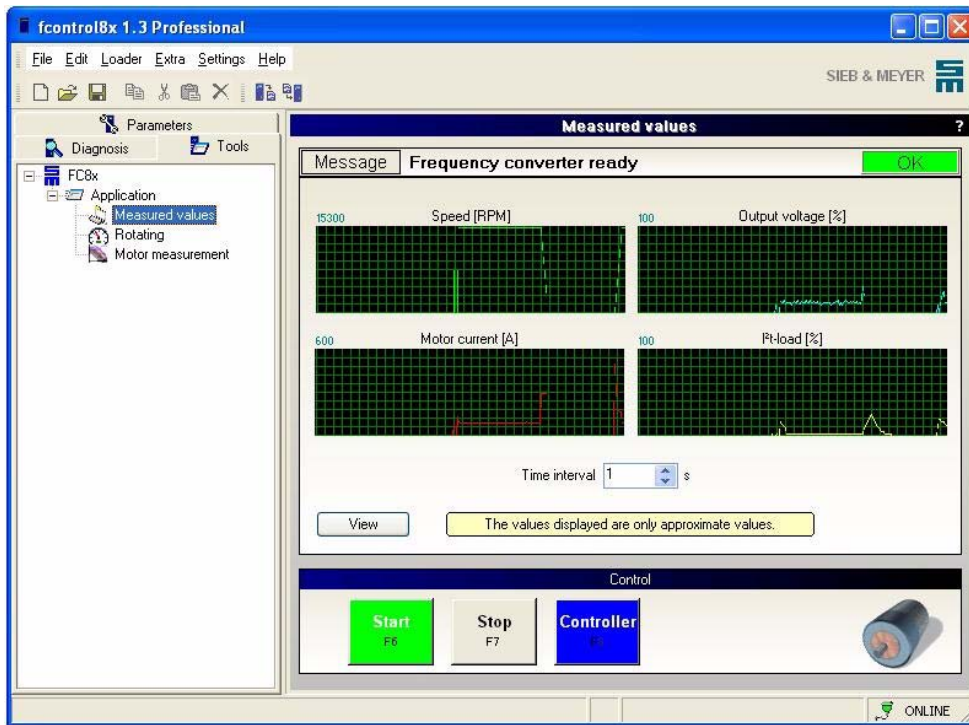 fcontrol8x 1.3 Professional
File Edit Loader Extra Settings Help
SIEB & MEYER
Parameters
Diagnosis
Tools
FC8x
Application
Measured values
Rotating
Motor measurement
Measured values ?
Message Frequency converter ready OK
15300 Speed [RPM]
100 Output voltage [%]
600 Motor current [A]
100 I²t-load [%]
Time interval 1 s
View
The values displayed are only approximate values.
Control
Start
F6
Stop
F7
Controller
ONLINE